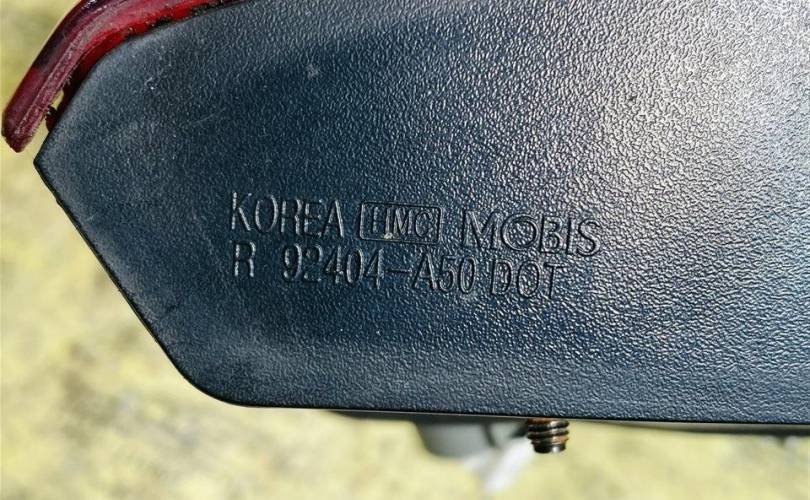 KOREA HMC MOBIS
R 92404-A50 DOT